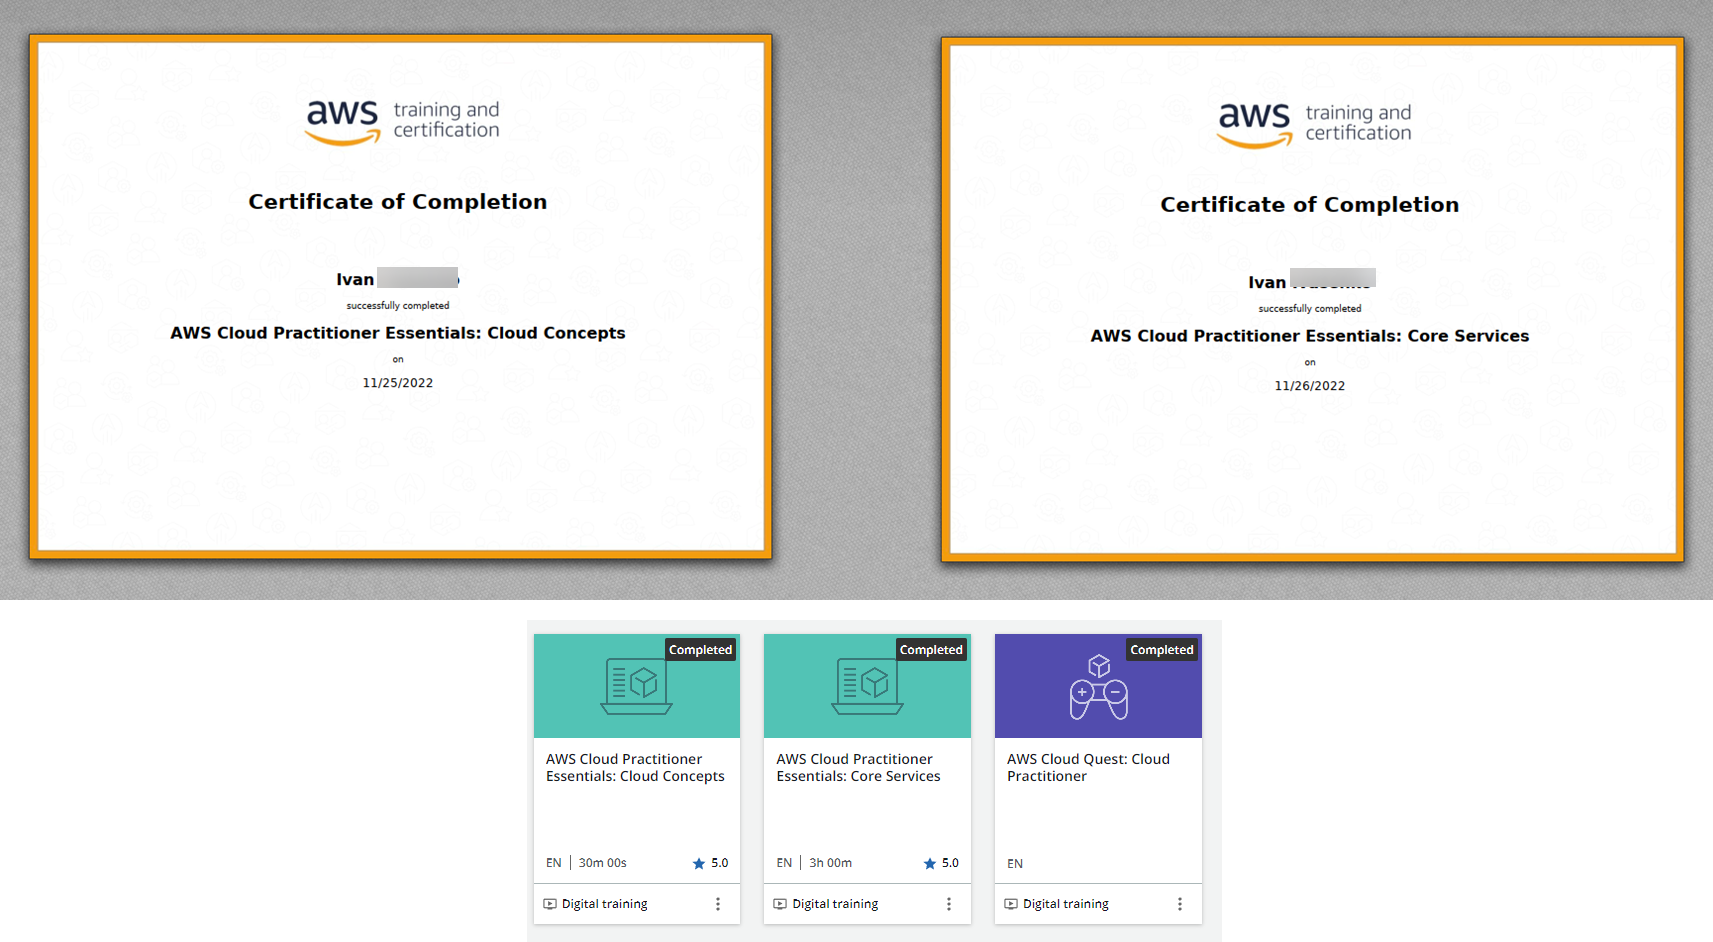 aws training and
certification
Certificate of Completion
Ivan
successfully completed
AWS Cloud Practitioner Essentials: Cloud Concepts
on
11/25/2022
aws training and
certification
Certificate of Completion
Ivan
successfully completed
AWS Cloud Practitioner Essentials: Core Services
on
11/26/2022
Completed
AWS Cloud Practitioner
Essentials: Cloud Concepts
EN | 30m 00s 5.0
Digital training
Completed
AWS Cloud Practitioner
Essentials: Core Services
EN | 3h 00m 5.0
Digital training
Completed
AWS Cloud Quest: Cloud
Practitioner
EN
Digital training